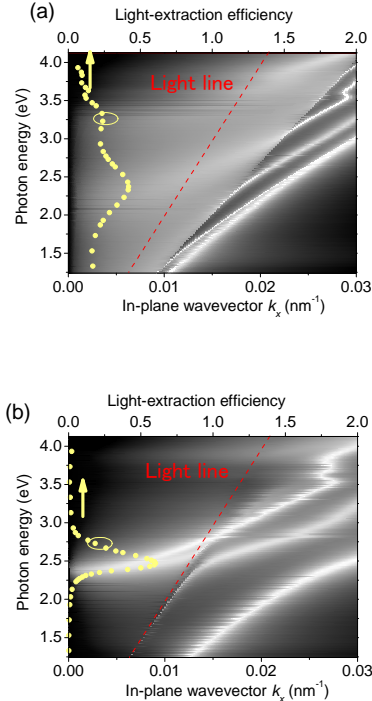 (a)
Light-extraction efficiency
0.0 0.5 1.0 1.5 2.0
Light line
Photon energy (eV)
4.0
3.5
3.0
2.5
2.0
1.5
0.00 0.01 0.02 0.03
In-plane wavevector kₓ (nm⁻¹)
(b)
Light-extraction efficiency
0.0 0.5 1.0 1.5 2.0
Light line
Photon energy (eV)
4.0
3.5
3.0
2.5
2.0
1.5
0.00 0.01 0.02 0.03
In-plane wavevector kₓ (nm⁻¹)